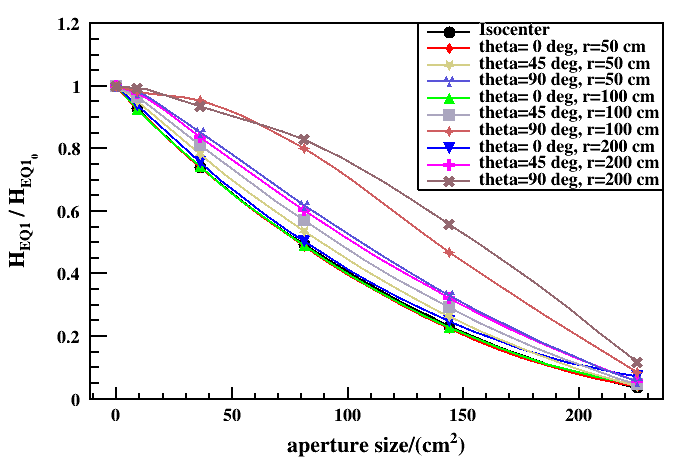 1.2
1
0.8
0.6
0.4
0.2
0
H_EQ1 / H_EQ1_0
Isocenter
theta= 0 deg, r=50 cm
theta=45 deg, r=50 cm
theta=90 deg, r=50 cm
theta= 0 deg, r=100 cm
theta=45 deg, r=100 cm
theta=90 deg, r=100 cm
theta= 0 deg, r=200 cm
theta=45 deg, r=200 cm
theta=90 deg, r=200 cm
0 50 100 150 200
aperture size/(cm²)